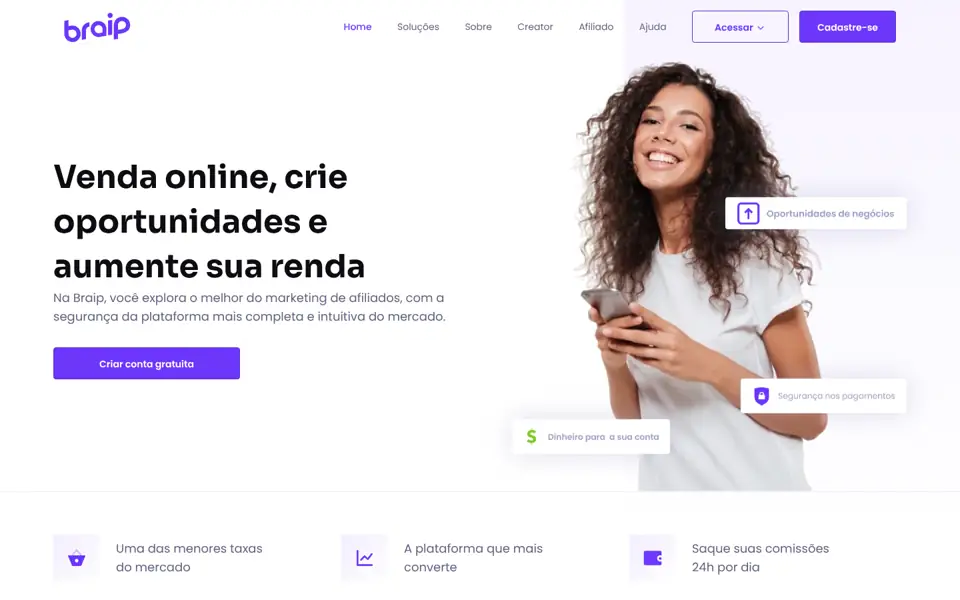 braip
Home
Soluções
Sobre
Creator
Afiliado
Ajuda
Acessar
Cadastre-se
Venda online, crie
oportunidades e
aumente sua renda
Na Braip, você explora o melhor do marketing de afiliados, com a
segurança da plataforma mais completa e intuitiva do mercado.
Criar conta gratuita
Oportunidades de negócios
Segurança nos pagamentos
$ Dinheiro para a sua conta
Uma das menores taxas
do mercado
A plataforma que mais
converte
Saque suas comissões
24h por dia